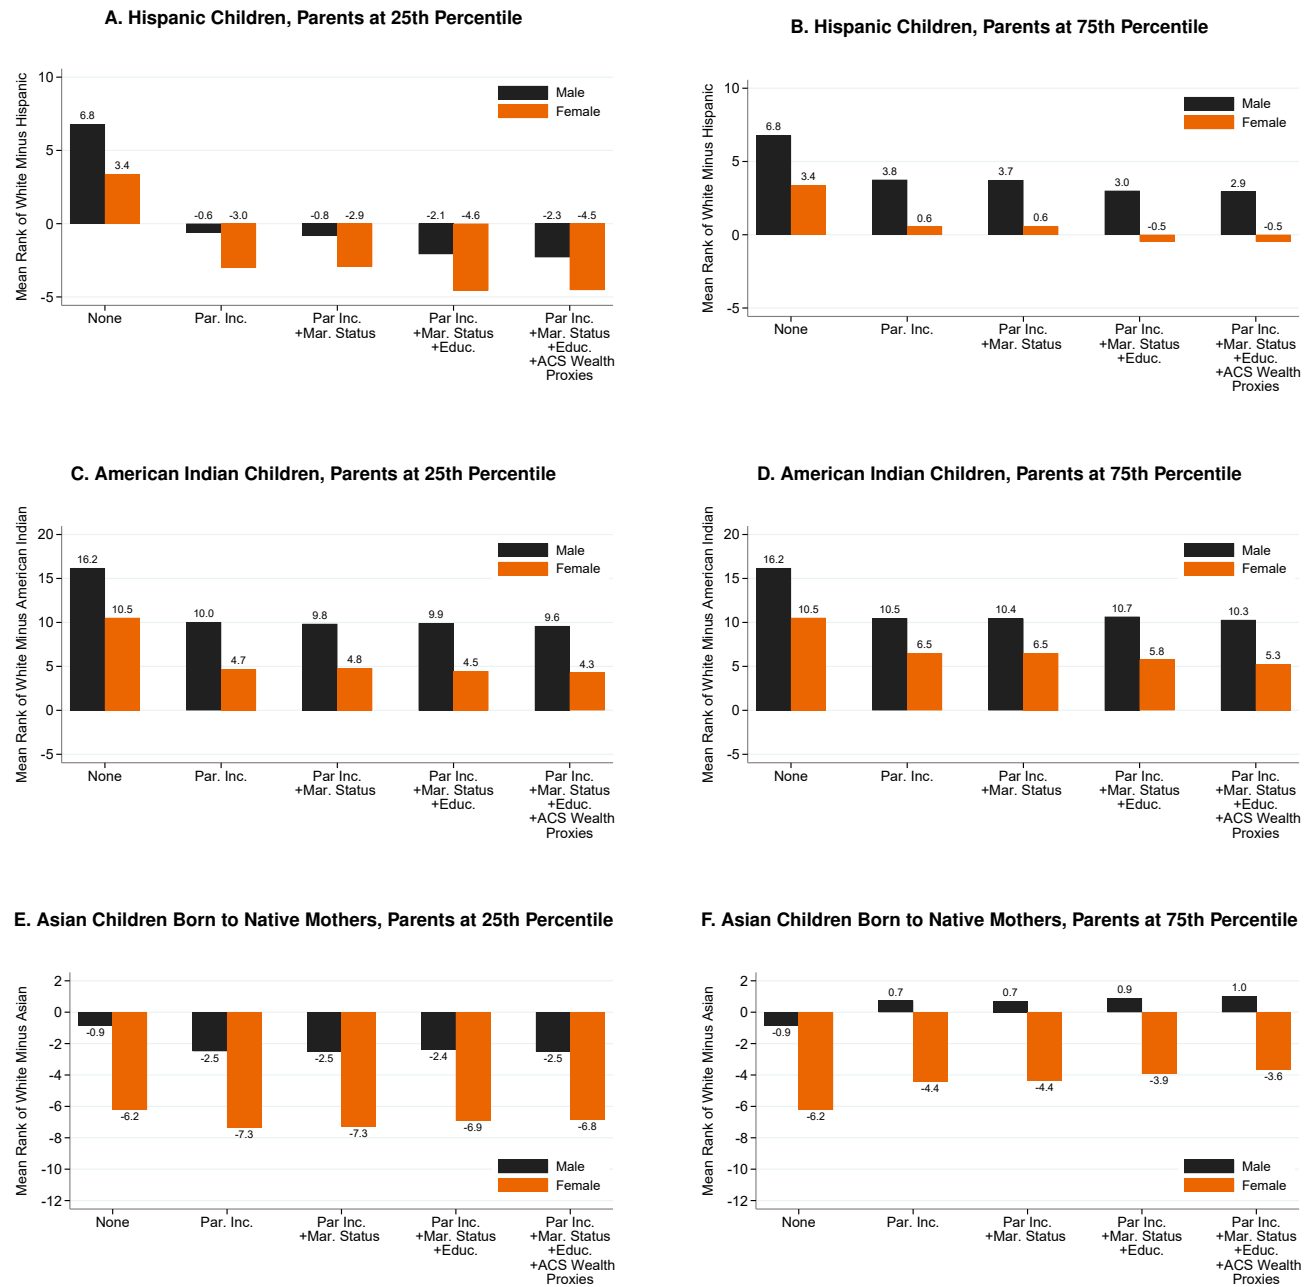 A. Hispanic Children, Parents at 25th Percentile
Mean Rank of White Minus Hispanic
10
5
0
-5
Male
Female
6.8
3.4
-0.6
-3.0
-0.8
-2.9
-2.1
-4.6
-2.3
-4.5
None
Par. Inc.
Par Inc.
+Mar. Status
Par Inc.
+Mar. Status
+Educ.
Par Inc.
+Mar. Status
+Educ.
+ACS Wealth
Proxies
B. Hispanic Children, Parents at 75th Percentile
Mean Rank of White Minus Hispanic
10
5
0
-5
Male
Female
6.8
3.4
3.8
0.6
3.7
0.6
3.0
-0.5
2.9
-0.5
None
Par. Inc.
Par Inc.
+Mar. Status
Par Inc.
+Mar. Status
+Educ.
Par Inc.
+Mar. Status
+Educ.
+ACS Wealth
Proxies
C. American Indian Children, Parents at 25th Percentile
Mean Rank of White Minus American Indian
20
15
10
5
0
-5
Male
Female
16.2
10.5
10.0
4.7
9.8
4.8
9.9
4.5
9.6
4.3
None
Par. Inc.
Par Inc.
+Mar. Status
Par Inc.
+Mar. Status
+Educ.
Par Inc.
+Mar. Status
+Educ.
+ACS Wealth
Proxies
D. American Indian Children, Parents at 75th Percentile
Mean Rank of White Minus American Indian
20
15
10
5
0
-5
Male
Female
16.2
10.5
10.5
6.5
10.4
6.5
10.7
5.8
10.3
5.3
None
Par. Inc.
Par Inc.
+Mar. Status
Par Inc.
+Mar. Status
+Educ.
Par Inc.
+Mar. Status
+Educ.
+ACS Wealth
Proxies
E. Asian Children Born to Native Mothers, Parents at 25th Percentile
Mean Rank of White Minus Asian
2
0
-2
-4
-6
-8
-10
-12
-0.9
-6.2
-2.5
-7.3
-2.5
-7.3
-2.4
-6.9
-2.5
-6.8
Male
Female
None
Par. Inc.
Par Inc.
+Mar. Status
Par Inc.
+Mar. Status
+Educ.
Par Inc.
+Mar. Status
+Educ.
+ACS Wealth
Proxies
F. Asian Children Born to Native Mothers, Parents at 75th Percentile
Mean Rank of White Minus Asian
2
0
-2
-4
-6
-8
-10
-12
-0.9
-6.2
0.7
-4.4
0.7
-4.4
0.9
-3.9
1.0
-3.6
Male
Female
None
Par. Inc.
Par Inc.
+Mar. Status
Par Inc.
+Mar. Status
+Educ.
Par Inc.
+Mar. Status
+Educ.
+ACS Wealth
Proxies